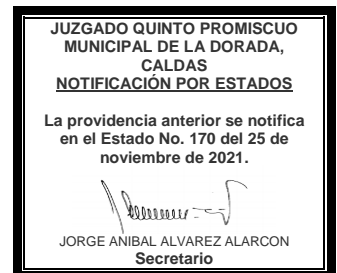 JUZGADO QUINTO PROMISCUO
MUNICIPAL DE LA DORADA,
CALDAS
NOTIFICACIÓN POR ESTADOS
La providencia anterior se notifica
en el Estado No. 170 del 25 de
noviembre de 2021.
JORGE ANIBAL ALVAREZ ALARCON
Secretario